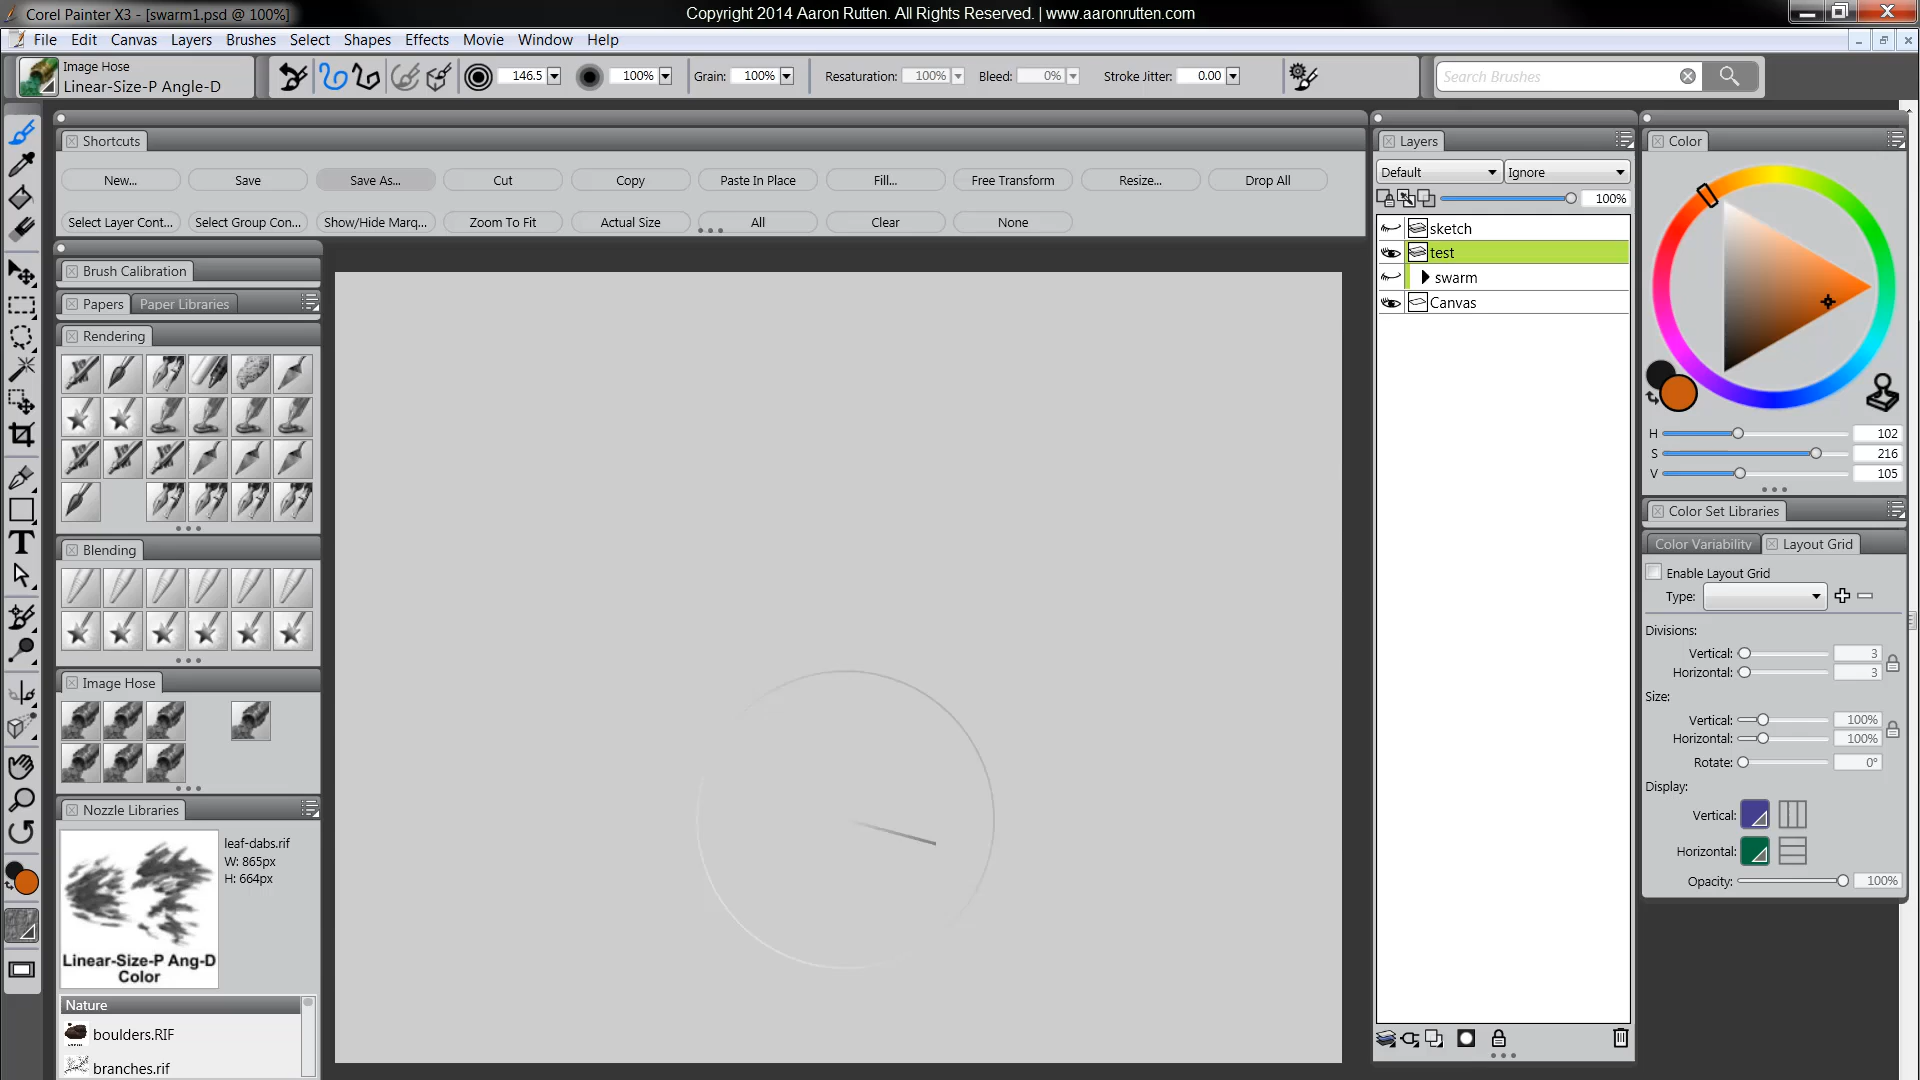 Corel Painter X3 - [swarm1.psd @ 100%]
Copyright 2014 Aaron Rutten. All Rights Reserved. | www.aaronrutten.com
File Edit Canvas Layers Brushes Select Shapes Effects Movie Window Help
Image Hose
Linear-Size-P Angle-D
146.5 100% Grain: 100% Resaturation: 100% Bleed: 0% Stroke Jitter: 0.00
Search Brushes
Shortcuts
New... Save Save As... Cut Copy Paste In Place Fill... Free Transform Resize... Drop All
Select Layer Cont... Select Group Con... Show/Hide Marq... Zoom To Fit Actual Size All Clear None
Brush Calibration
Papers Paper Libraries
Rendering
Blending
Image Hose
Nozzle Libraries
leaf-dabs.rif
W: 865px
H: 664px
Linear-Size-P Ang-D
Color
Nature
boulders.RIF
branches.rif
T
Layers
Default Ignore
100%
sketch
test
swarm
Canvas
Color
H 102
S 216
V 105
Color Set Libraries
Color Variability Layout Grid
Enable Layout Grid
Type:
Divisions:
Vertical: 3
Horizontal: 3
Size:
Vertical: 100%
Horizontal: 100%
Rotate: 0°
Display:
Vertical:
Horizontal:
Opacity: 100%